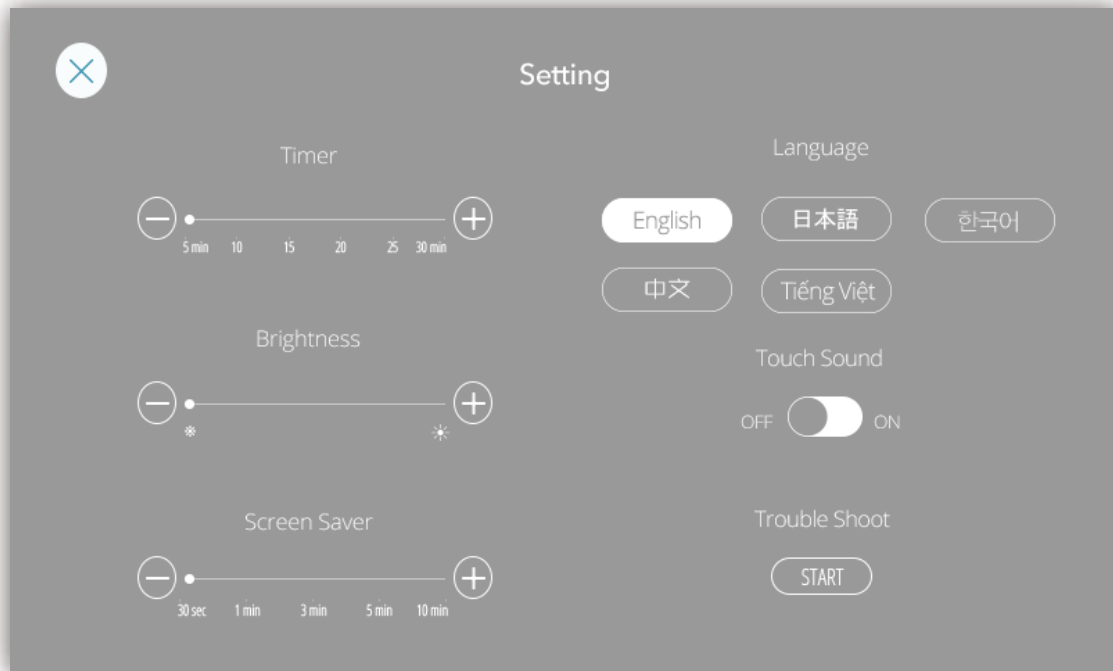 Setting
Timer
5 min 10 15 20 25 30 min
Brightness
Screen Saver
30 sec 1 min 3 min 5 min 10 min
Language
English 日本語 한국어
中文 Tiếng Việt
Touch Sound
OFF ON
Trouble Shoot
START